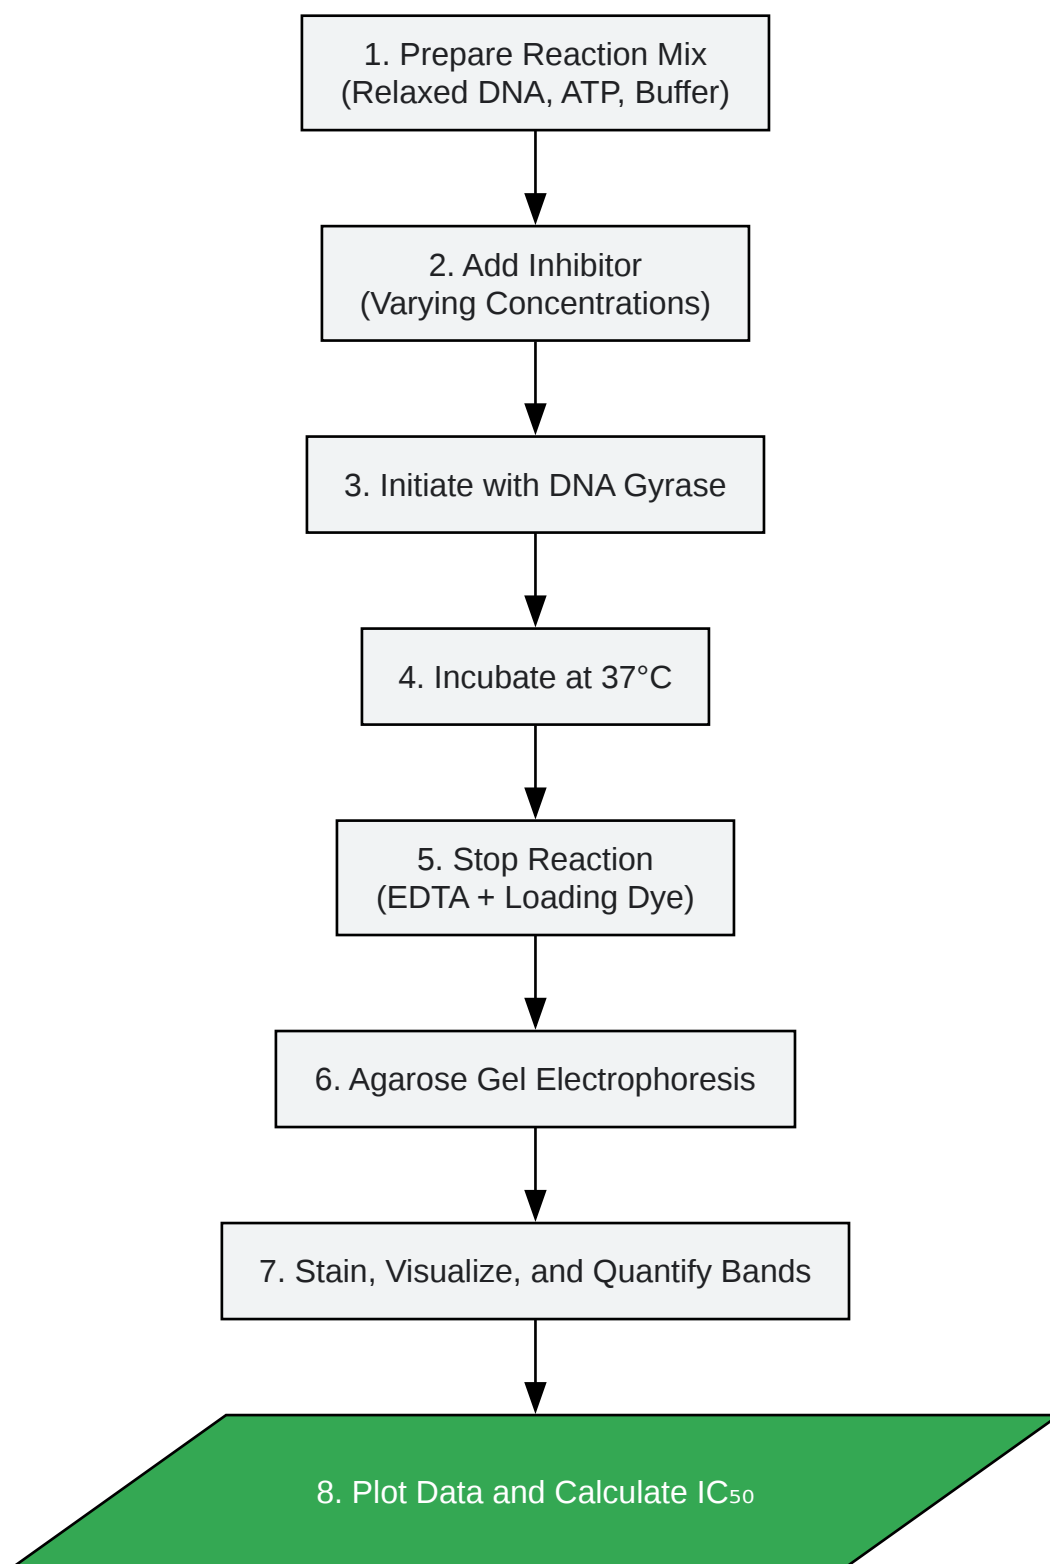 1. Prepare Reaction Mix
(Relaxed DNA, ATP, Buffer)
2. Add Inhibitor
(Varying Concentrations)
3. Initiate with DNA Gyrase
4. Incubate at 37°C
5. Stop Reaction
(EDTA + Loading Dye)
6. Agarose Gel Electrophoresis
7. Stain, Visualize, and Quantify Bands
8. Plot Data and Calculate IC₅₀